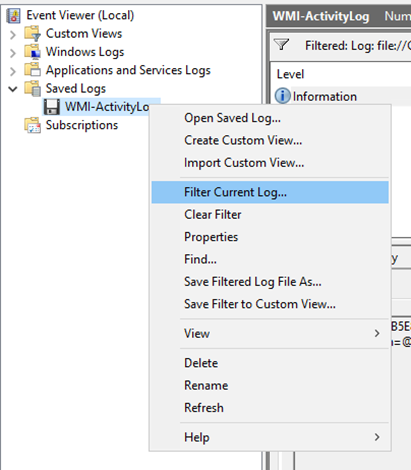 Event Viewer (Local)
Custom Views
Windows Logs
Applications and Services Logs
Saved Logs
WMI-ActivityLo
Subscriptions
WMI-ActivityLog Num
Filtered: Log: file://
Level
Information
Open Saved Log...
Create Custom View...
Import Custom View...
Filter Current Log...
Clear Filter
Properties
Find...
Save Filtered Log File As...
Save Filter to Custom View...
View
Delete
Rename
Refresh
Help
y
=@